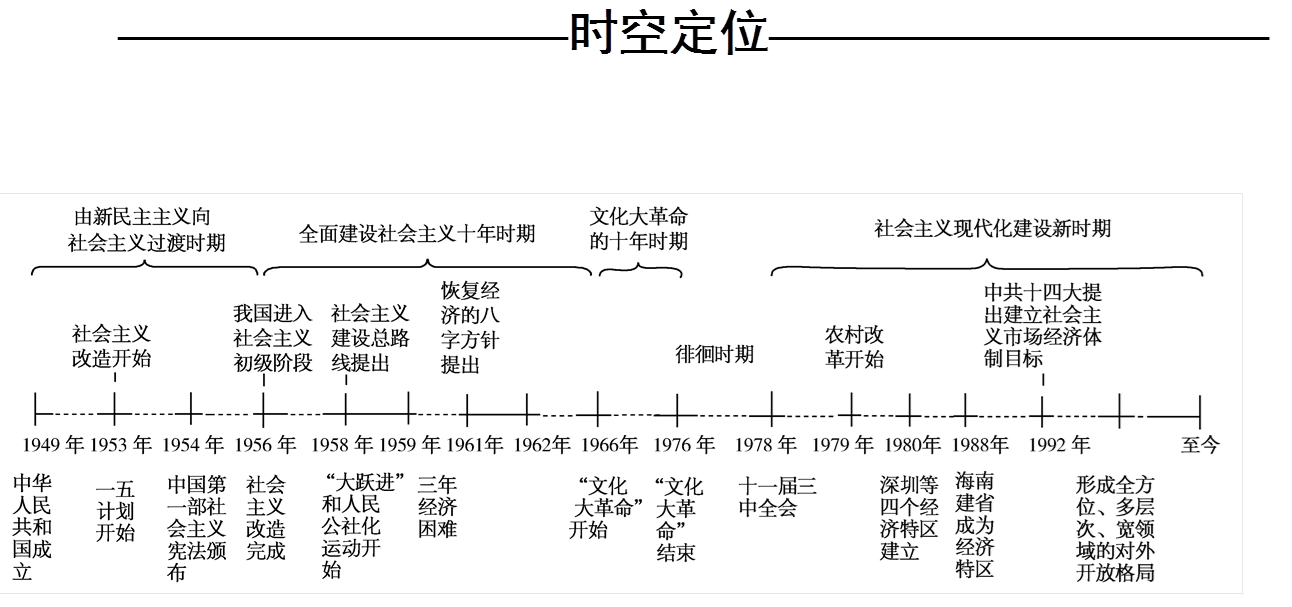 时空定位
由新民主主义向
社会主义过渡时期
全面建设社会主义十年时期
文化大革命
的十年时期
社会主义现代化建设新时期
社会主义
改造开始
我国进入
社会主义
初级阶段
社会主义
建设总路
线提出
恢复经
济的八
字方针
提出
徘徊时期
农村改
革开始
中共十四大提
出建立社会主
义市场经济体
制目标
1949 年
1953 年
1954 年
1956 年
1958 年
1959 年
1961年
1962年
1966年
1976 年
1978 年
1979 年
1980年
1988年
1992 年
至今
中华
人民
共和
国成
立
一五
计划
开始
中国第
一部社
会主义
宪法颁
布
社会
主义
改造
完成
“大跃进”
和人民
公社化
运动开
始
三年
经济
困难
“文化
大革命”
开始
“文化
大革
命”
结束
十一届三
中全会
深圳等
四个经
济特区
建立
海南
建省
成为
经济
特区
形成全方
位、多层
次、宽领
域的对外
开放格局